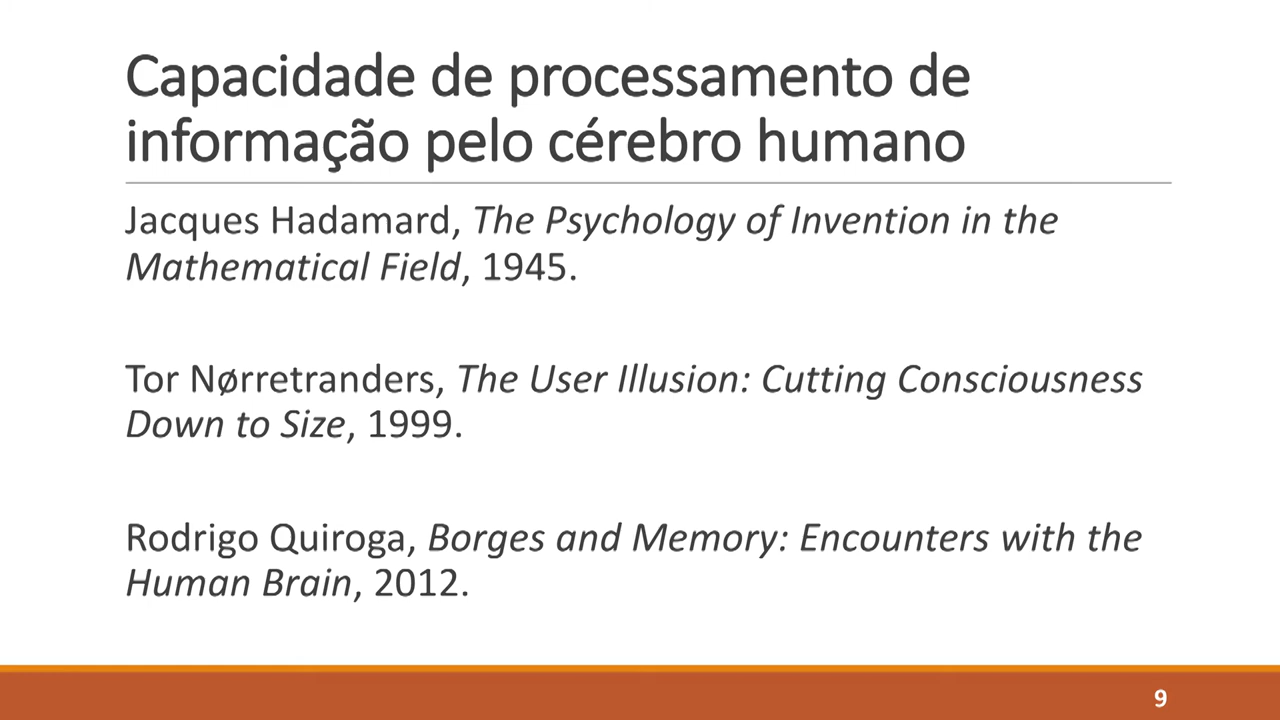 Capacidade de processamento de
informação pelo cérebro humano
Jacques Hadamard, The Psychology of Invention in the
Mathematical Field, 1945.
Tor Nørretranders, The User Illusion: Cutting Consciousness
Down to Size, 1999.
Rodrigo Quiroga, Borges and Memory: Encounters with the
Human Brain, 2012.
9